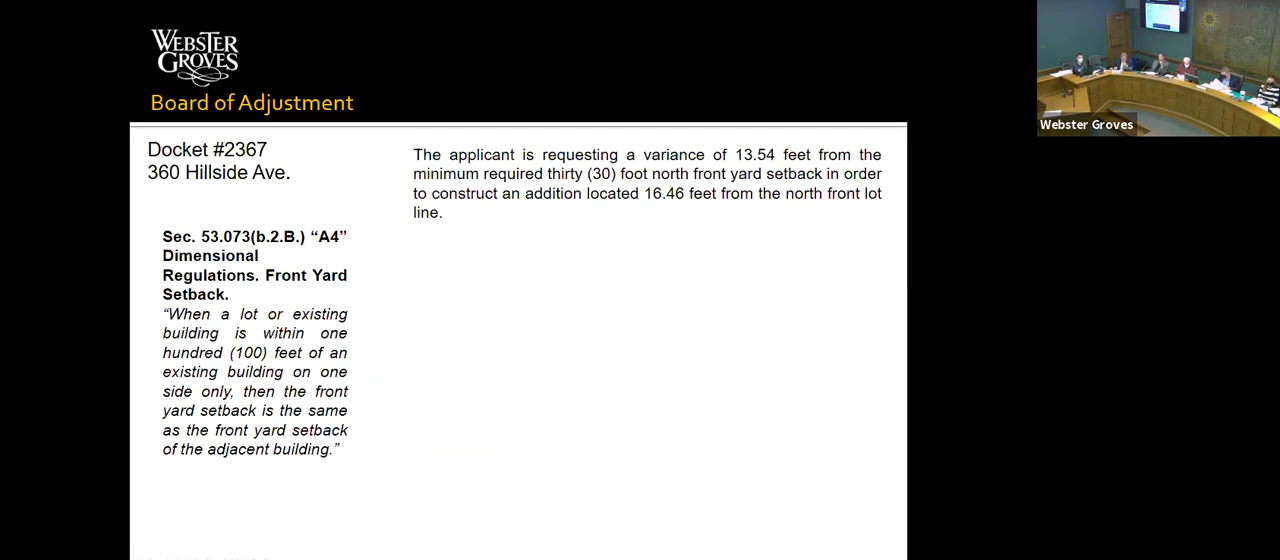 WEBSTER
GROVES
Board of Adjustment
Docket #2367
360 Hillside Ave.
Sec. 53.073(b.2.B.) “A4”
Dimensional
Regulations. Front Yard
Setback.
“When a lot or existing
building is within one
hundred (100) feet of an
existing building on one
side only, then the front
yard setback is the same
as the front yard setback
of the adjacent building.”
The applicant is requesting a variance of 13.54 feet from the
minimum required thirty (30) foot north front yard setback in order
to construct an addition located 16.46 feet from the north front lot
line.
Webster Groves